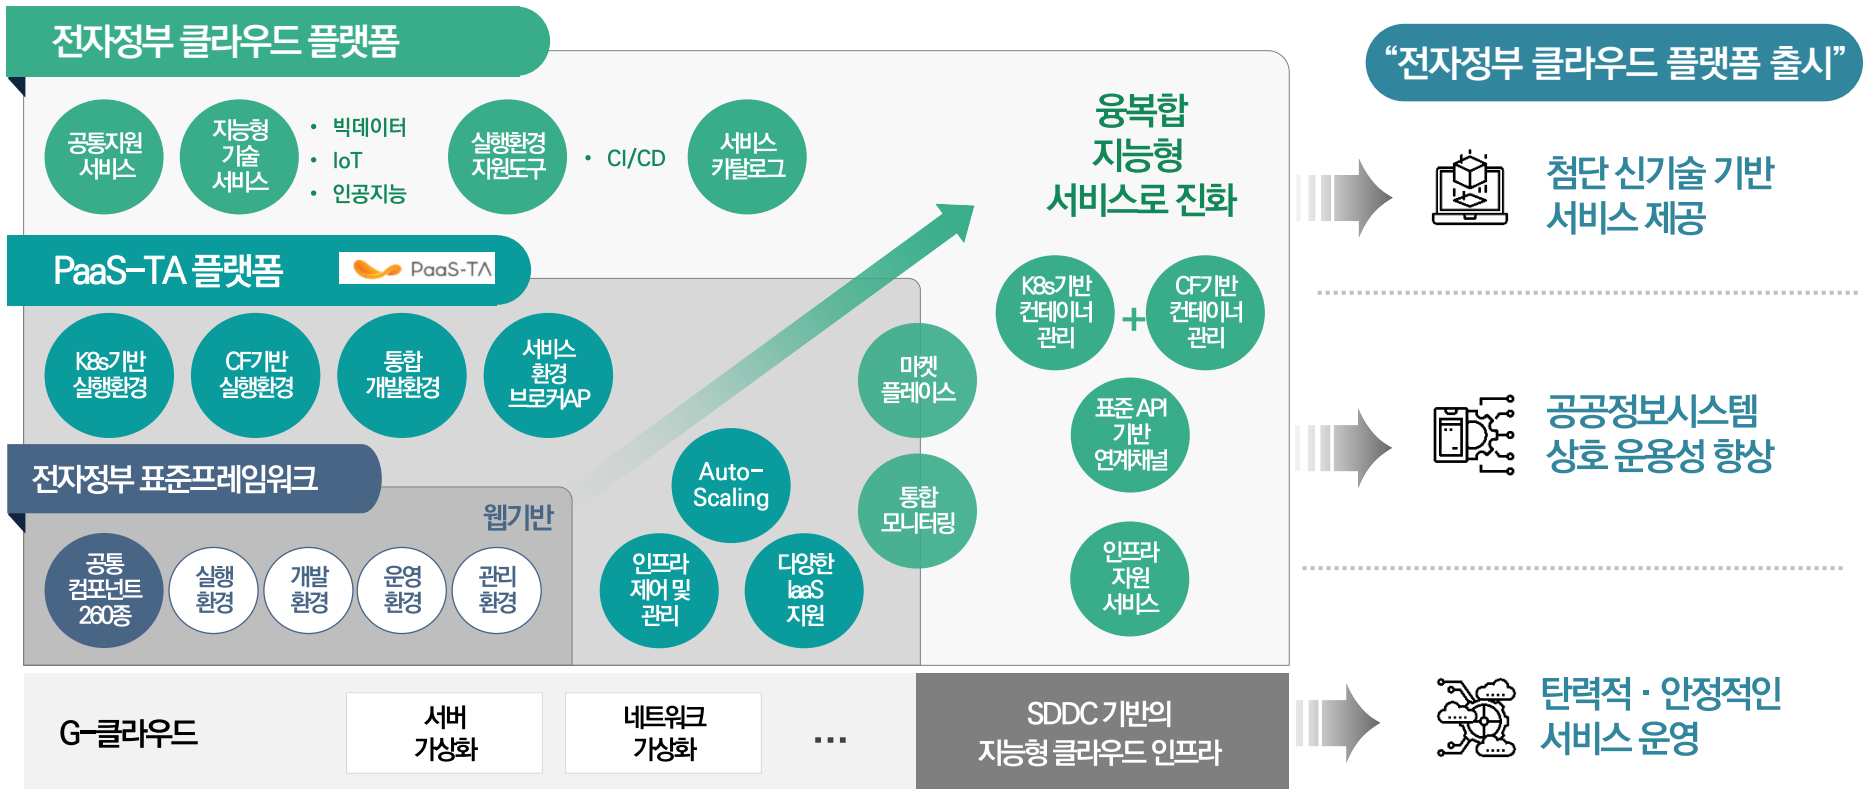 전자정부 클라우드 플랫폼
공통지원
서비스
지능형
기술
서비스
• 빅데이터
• IoT
• 인공지능
실행환경
지원도구
• CI/CD
서비스
카탈로그
융복합
지능형
서비스로 진화
PaaS-TA 플랫폼
PaaS-TA
K8s기반
실행환경
CF기반
실행환경
통합
개발환경
서비스
환경
브로커AP
마켓
플레이스
K8s기반
컨테이너
관리
+
CF기반
컨테이너
관리
표준 API
기반
연계채널
전자정부 표준프레임워크
웹기반
공통
컴포넌트
260종
실행
환경
개발
환경
운영
환경
관리
환경
Auto-
Scaling
인프라
제어 및
관리
다양한
IaaS
지원
통합
모니터링
인프라
자원
서비스
G-클라우드
서버
가상화
네트워크
가상화
...
SDDC 기반의
지능형 클라우드 인프라
“전자정부 클라우드 플랫폼 출시”
첨단 신기술 기반
서비스 제공
공공정보시스템
상호 운용성 향상
탄력적 · 안정적인
서비스 운영